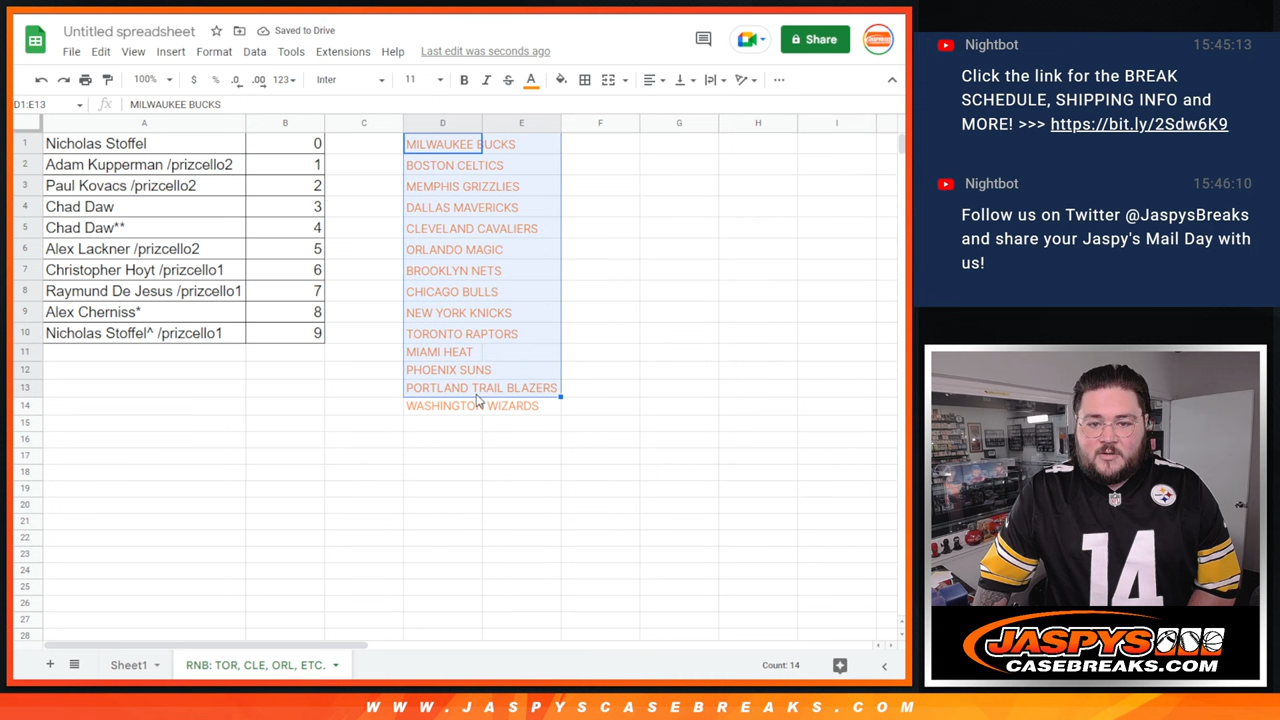 Untitled spreadsheet
Saved to Drive
File Edit View Insert Format Data Tools Extensions Help Last edit was seconds ago
Share
100% $ % .0 .00 123 Inter 11 B I S A
D1:E13 fx MILWAUKEE BUCKS
A B C D E F G H I
1 Nicholas Stoffel 0 MILWAUKEE BUCKS
2 Adam Kupperman /prizcello2 1 BOSTON CELTICS
3 Paul Kovacs /prizcello2 2 MEMPHIS GRIZZLIES
4 Chad Daw 3 DALLAS MAVERICKS
5 Chad Daw** 4 CLEVELAND CAVALIERS
6 Alex Lackner /prizcello2 5 ORLANDO MAGIC
7 Christopher Hoyt /prizcello1 6 BROOKLYN NETS
8 Raymund De Jesus /prizcello1 7 CHICAGO BULLS
9 Alex Cherniss* 8 NEW YORK KNICKS
10 Nicholas Stoffel^ /prizcello1 9 TORONTO RAPTORS
11 MIAMI HEAT
12 PHOENIX SUNS
13 PORTLAND TRAIL BLAZERS
14 WASHINGTON WIZARDS
15
16
17
18
19
20
21
22
23
24
25
26
27
28
Sheet1 RNB: TOR, CLE, ORL, ETC. Count: 14
Nightbot 15:45:13
Click the link for the BREAK
SCHEDULE, SHIPPING INFO and
MORE! >>> https://bit.ly/2Sdw6K9
Nightbot 15:46:10
Follow us on Twitter @JaspysBreaks
and share your Jaspy's Mail Day with
us!
14
JASPYS
CASEBREAKS.COM
WWW.JASPYSCASEBREAKS.COM